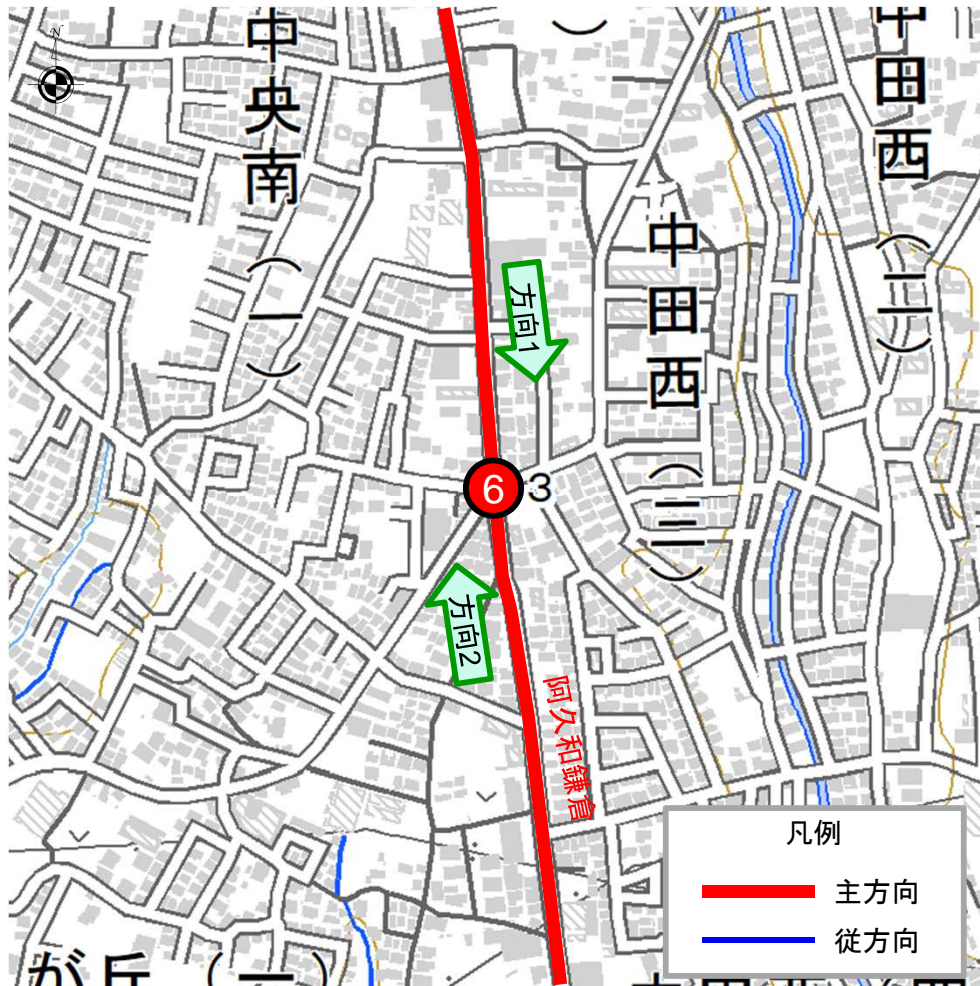 N
中央南（一）
）
中田西（二）
中田西（三）
方向1
6
3
方向2
阿久和鎌倉
凡例
主方向
従方向
が丘（一）